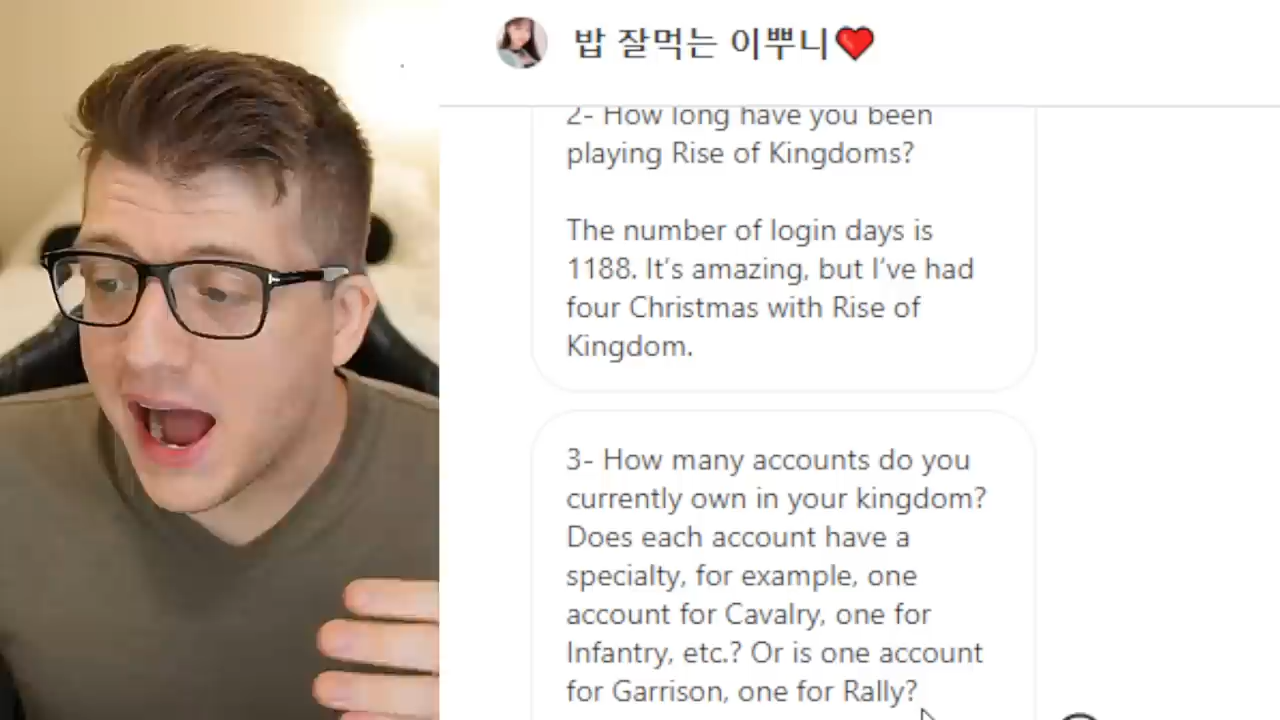 밥 잘먹는 이뿌니❤️
2- How long have you been
playing Rise of Kingdoms?
The number of login days is
1188. It's amazing, but I've had
four Christmas with Rise of
Kingdom.
3- How many accounts do you
currently own in your kingdom?
Does each account have a
specialty, for example, one
account for Cavalry, one for
Infantry, etc.? Or is one account
for Garrison, one for Rally?